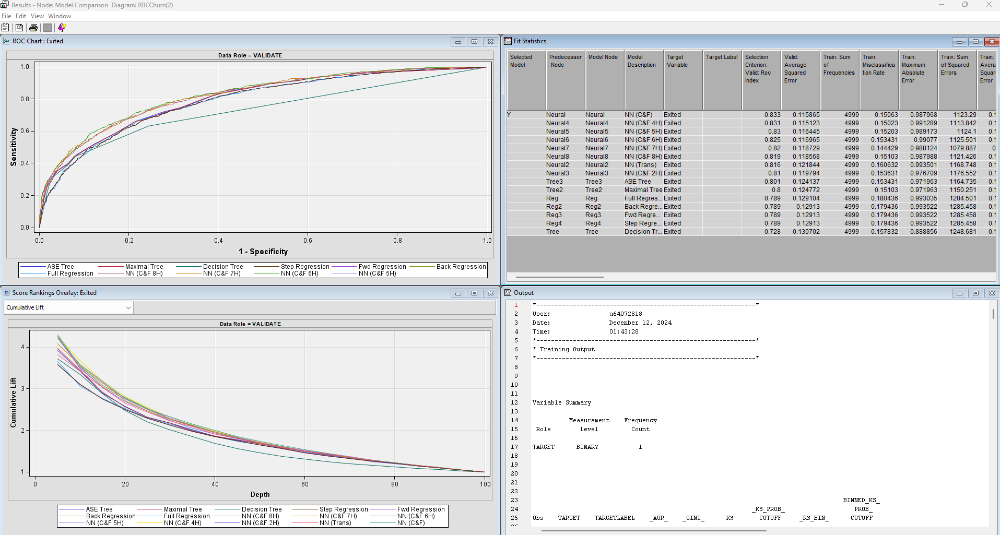 Results - Node: Model Comparison  Diagram: RBCChurn(2)
File Edit View Window
ROC Chart : Exited
Data Role = VALIDATE
1.0
0.8
0.6
0.4
0.2
0.0
Sensitivity
0.0 0.2 0.4 0.6 0.8 1.0
1 - Specificity
ASE Tree Maximal Tree Decision Tree Step Regression Fwd Regression Back Regression
Full Regression NN (C&F 8H) NN (C&F 7H) NN (C&F 6H) NN (C&F 5H)
Fit Statistics
Selected Model Predecessor Node Model Node Model Description Target Variable Target Label Selection Criterion: Valid: Roc Index Valid: Average Squared Error Train: Sum of Frequencies Train: Misclassifica tion Rate Train: Maximum Absolute Error Train: Sum of Squared Errors Train: Avera Squar Error
Y Neural Neural NN (C&F) Exited 0.833 0.115865 4999 0.15063 0.987968 1123.29 0.1
Neural4 Neural4 NN (C&F 4H) Exited 0.831 0.115123 4999 0.15023 0.991289 1113.842 0.1
Neural5 Neural5 NN (C&F 5H) Exited 0.83 0.116445 4999 0.15203 0.989173 1124.1 0.1
Neural6 Neural6 NN (C&F 6H) Exited 0.825 0.116965 4999 0.153431 0.99077 1125.501 0.1
Neural7 Neural7 NN (C&F 7H) Exited 0.82 0.118729 4999 0.144429 0.988124 1079.887 0
Neural8 Neural8 NN (C&F 8H) Exited 0.819 0.118568 4999 0.15103 0.987988 1121.426 0.1
Neural2 Neural2 NN (Trans) Exited 0.816 0.121844 4999 0.160632 0.993501 1168.748 0.1
Neural3 Neural3 NN (C&F 2H) Exited 0.81 0.119794 4999 0.153631 0.976709 1176.552 0.1
Tree3 Tree3 ASE Tree Exited 0.801 0.124137 4999 0.153431 0.971963 1164.735 0.1
Tree2 Tree2 Maximal Tree Exited 0.8 0.124772 4999 0.15103 0.971963 1150.251 0.1
Reg Reg Full Regres... Exited 0.789 0.129104 4999 0.180436 0.993035 1284.501 0.1
Reg2 Reg2 Back Regre... Exited 0.789 0.12913 4999 0.179436 0.993522 1285.458 0.1
Reg3 Reg3 Fwd Regre... Exited 0.789 0.12913 4999 0.179436 0.993522 1285.458 0.1
Reg4 Reg4 Step Regre... Exited 0.789 0.12913 4999 0.179436 0.993522 1285.458 0.1
Tree Tree Decision Tr... Exited 0.728 0.130702 4999 0.157832 0.888856 1248.681 0.1
Score Rankings Overlay: Exited
Cumulative Lift
Data Role = VALIDATE
4
3
2
1
Cumulative Lift
0 20 40 60 80 100
Depth
ASE Tree Maximal Tree Decision Tree Step Regression Fwd Regression
Back Regression Full Regression NN (C&F 8H) NN (C&F 7H) NN (C&F 6H)
NN (C&F 5H) NN (C&F 4H) NN (C&F 2H) NN (Trans) NN (C&F)
Output
1 *------------------------------------------------------------*
2 User: u64072818
3 Date: December 12, 2024
4 Time: 01:43:28
5 *------------------------------------------------------------*
6 * Training Output
7 *------------------------------------------------------------*
8
9
10
11
12 Variable Summary
13
14 Measurement Frequency
15 Role Level Count
16
17 TARGET BINARY 1
18
19
20
21
22
23 BINNED_KS_
24 _KS_PROB_ PROB_
25 Obs TARGET TARGETLABEL _AUR_ _GINI_ KS CUTOFF _KS_BIN_ CUTOFF